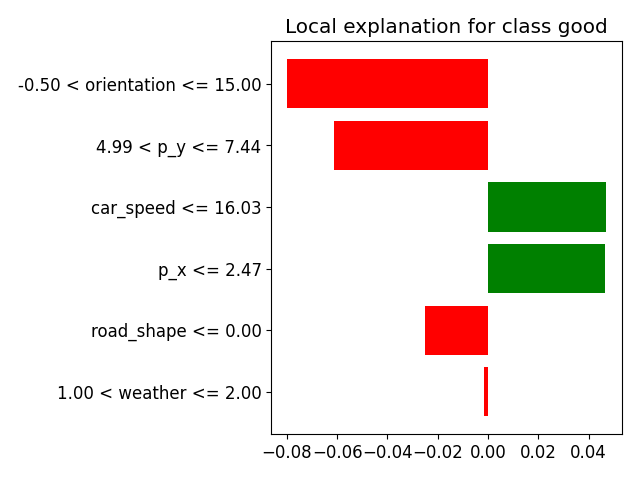 Local explanation for class good
-0.50 < orientation <= 15.00
4.99 < p_y <= 7.44
car_speed <= 16.03
p_x <= 2.47
road_shape <= 0.00
1.00 < weather <= 2.00
−0.08 −0.06 −0.04 −0.02 0.00 0.02 0.04